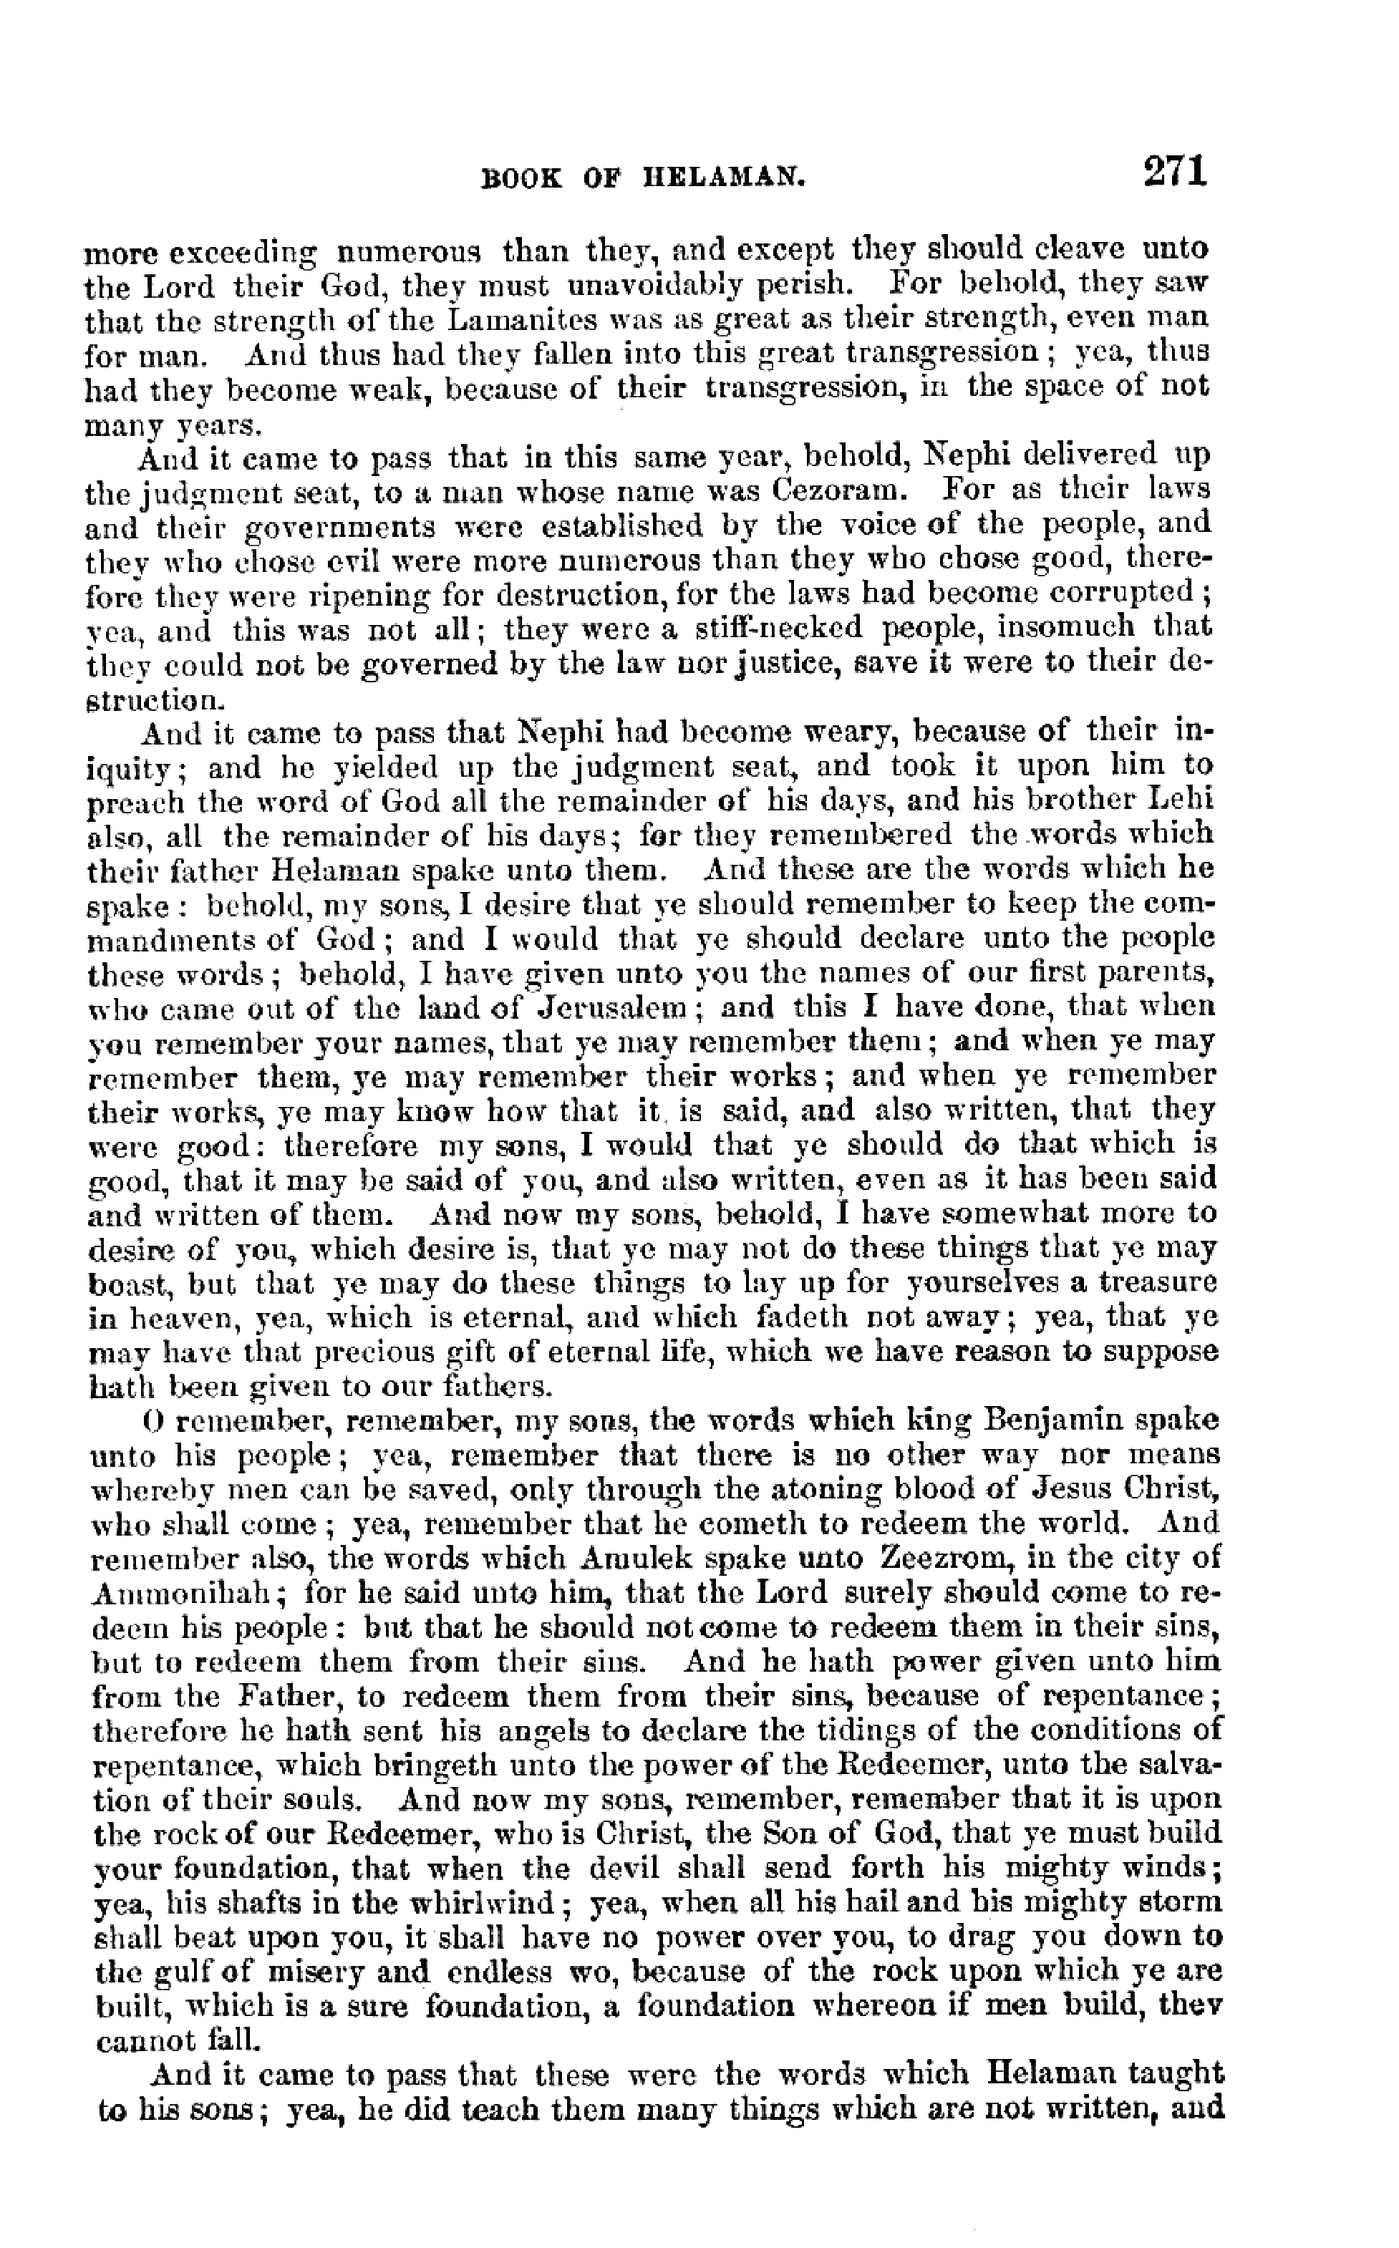 BOOK OF HELAMAN. 271
more exceeding numerous than they, and except they should cleave unto
the Lord their God, they must unavoidably perish. For behold, they saw
that the strength of the Lamanites was as great as their strength, even man
for man. And thus had they fallen into this great transgression; yea, thus
had they become weak, because of their transgression, in the space of not
many years.
And it came to pass that in this same year, behold, Nephi delivered up
the judgment seat, to a man whose name was Cezoram. For as their laws
and their governments were established by the voice of the people, and
they who chose evil were more numerous than they who chose good, there-
fore they were ripening for destruction, for the laws had become corrupted;
yea, and this was not all; they were a stiff-necked people, insomuch that
they could not be governed by the law nor justice, save it were to their de-
struction.
And it came to pass that Nephi had become weary, because of their in-
iquity; and he yielded up the judgment seat, and took it upon him to
preach the word of God all the remainder of his days, and his brother Lehi
also, all the remainder of his days; for they remembered the words which
their father Helaman spake unto them. And these are the words which he
spake: behold, my sons, I desire that ye should remember to keep the com-
mandments of God; and I would that ye should declare unto the people
these words; behold, I have given unto you the names of our first parents,
who came out of the land of Jerusalem; and this I have done, that when
you remember your names, that ye may remember them; and when ye may
remember them, ye may remember their works; and when ye remember
their works, ye may know how that it is said, and also written, that they
were good: therefore my sons, I would that ye should do that which is
good, that it may be said of you, and also written, even as it has been said
and written of them. And now my sons, behold, I have somewhat more to
desire of you, which desire is, that ye may not do these things that ye may
boast, but that ye may do these things to lay up for yourselves a treasure
in heaven, yea, which is eternal, and which fadeth not away; yea, that ye
may have that precious gift of eternal life, which we have reason to suppose
hath been given to our fathers.
O remember, remember, my sons, the words which king Benjamin spake
unto his people; yea, remember that there is no other way nor means
whereby men can be saved, only through the atoning blood of Jesus Christ,
who shall come; yea, remember that he cometh to redeem the world. And
remember also, the words which Amulek spake unto Zeezrom, in the city of
Ammonihah; for he said unto him, that the Lord surely should come to re-
deem his people: but that he should not come to redeem them in their sins,
but to redeem them from their sins. And he hath power given unto him
from the Father, to redeem them from their sins, because of repentance;
therefore he hath sent his angels to declare the tidings of the conditions of
repentance, which bringeth unto the power of the Redeemer, unto the salva-
tion of their souls. And now my sons, remember, remember that it is upon
the rock of our Redeemer, who is Christ, the Son of God, that ye must build
your foundation, that when the devil shall send forth his mighty winds;
yea, his shafts in the whirlwind; yea, when all his hail and his mighty storm
shall beat upon you, it shall have no power over you, to drag you down to
the gulf of misery and endless wo, because of the rock upon which ye are
built, which is a sure foundation, a foundation whereon if men build, they
cannot fall.
And it came to pass that these were the words which Helaman taught
to his sons; yea, he did teach them many things which are not written, and